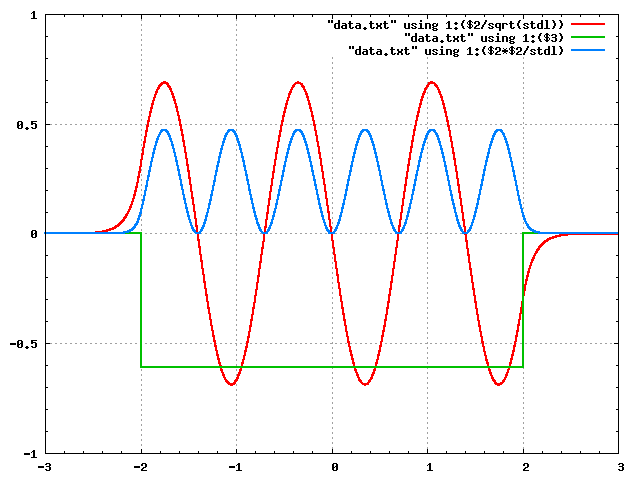 "data.txt" using 1:($2/sqrt(stdl))
"data.txt" using 1:($3)
"data.txt" using 1:($2*$2/stdl)
1
0.5
0
-0.5
-1
-3 -2 -1 0 1 2 3